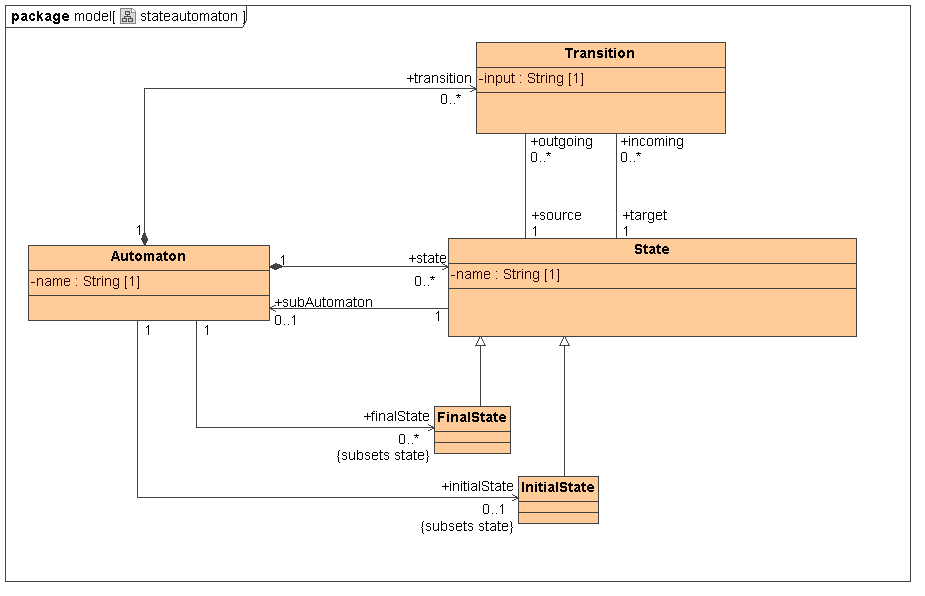 package model[ stateautomaton ]
Transition
+transition
-input : String [1]
0..*
+outgoing
+incoming
0..*
0..*
+source
+target
1
1
1
Automaton
State
1
+state
-name : String [1]
-name : String [1]
0..*
+subAutomaton
0..1
1
1
1
+finalState
FinalState
0..*
{subsets state}
+initialState
InitialState
0..1
{subsets state}